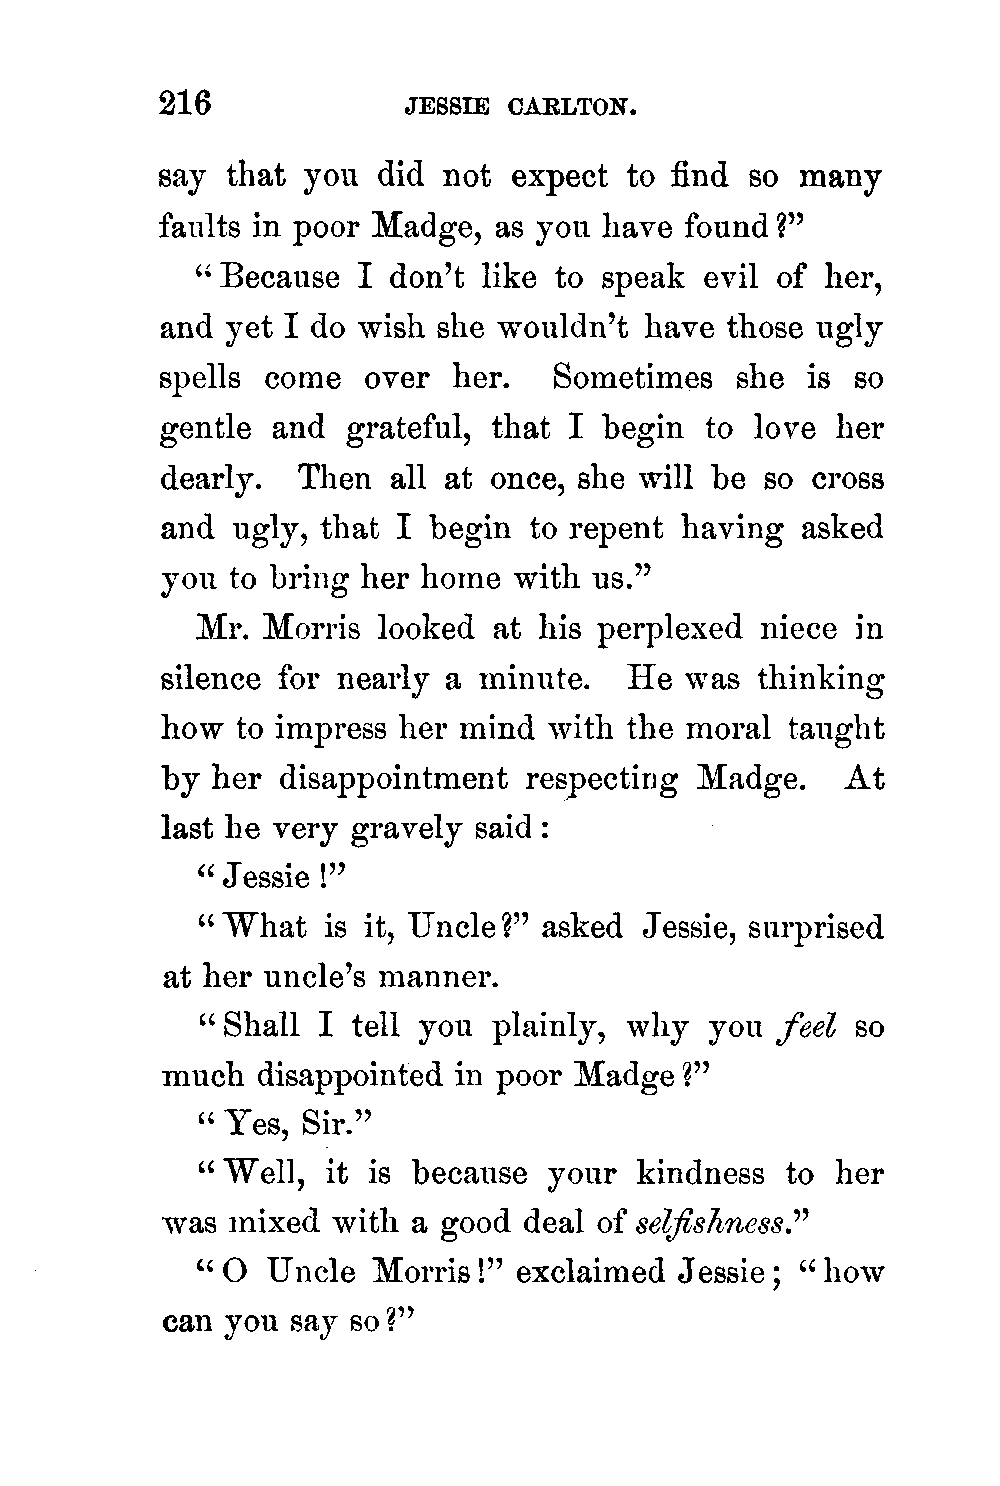 216 JESSIE CARLTON.
say that you did not expect to find so many
faults in poor Madge, as you have found?”
“Because I don’t like to speak evil of her,
and yet I do wish she wouldn’t have those ugly
spells come over her. Sometimes she is so
gentle and grateful, that I begin to love her
dearly. Then all at once, she will be so cross
and ugly, that I begin to repent having asked
you to bring her home with us.”
Mr. Morris looked at his perplexed niece in
silence for nearly a minute. He was thinking
how to impress her mind with the moral taught
by her disappointment respecting Madge. At
last he very gravely said:
“Jessie!”
“What is it, Uncle?” asked Jessie, surprised
at her uncle’s manner.
“Shall I tell you plainly, why you feel so
much disappointed in poor Madge?”
“Yes, Sir.”
“Well, it is because your kindness to her
was mixed with a good deal of selfishness.”
“O Uncle Morris!” exclaimed Jessie; “how
can you say so?”